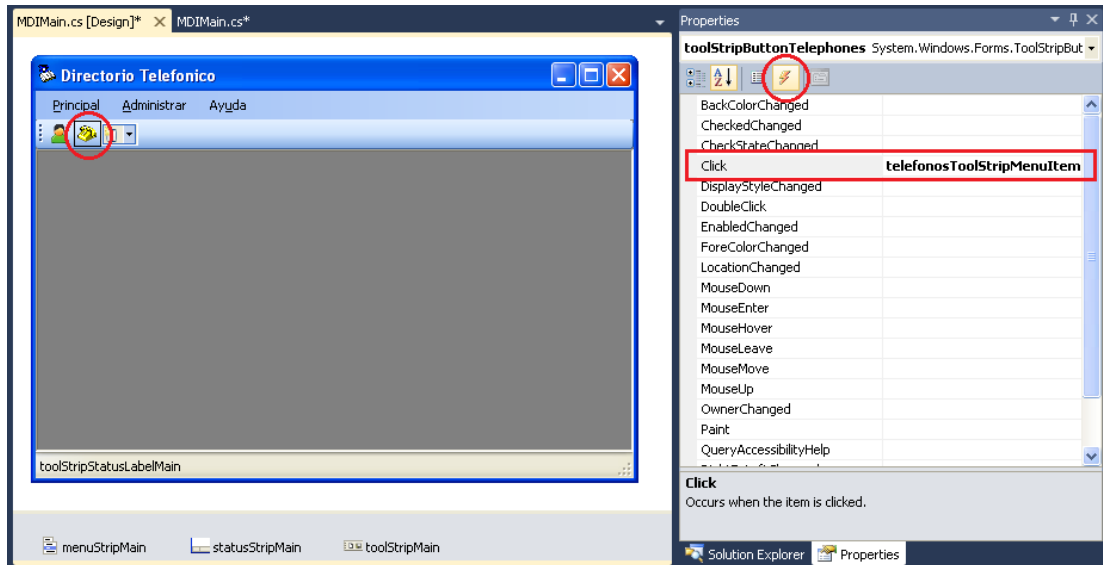 MDIMain.cs [Design]* MDIMain.cs*
Directorio Telefonico
Principal Administrar Ayuda
toolStripStatusLabelMain
menuStripMain statusStripMain toolStripMain
Properties
toolStripButtonTelephones System.Windows.Forms.ToolStripBut
BackColorChanged
CheckedChanged
CheckStateChanged
Click telefonosToolStripMenuItem
DisplayStyleChanged
DoubleClick
EnabledChanged
ForeColorChanged
LocationChanged
MouseDown
MouseEnter
MouseHover
MouseLeave
MouseMove
MouseUp
OwnerChanged
Paint
QueryAccessibilityHelp
Click
Occurs when the item is clicked.
Solution Explorer Properties